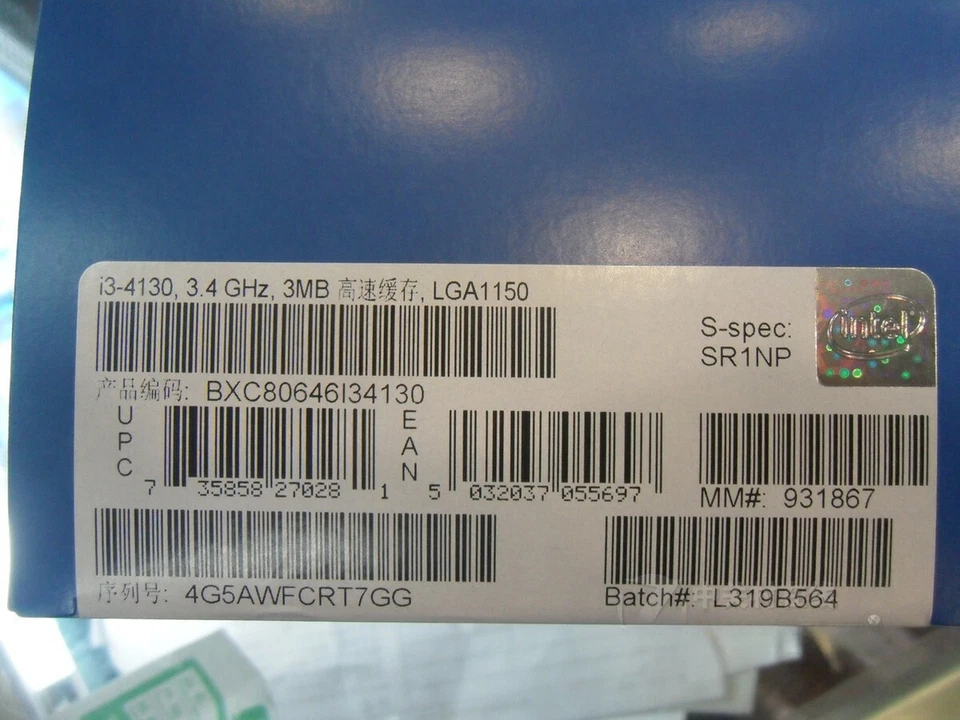 i3-4130, 3.4 GHz, 3MB 高速缓存, LGA1150
intel
S-spec:
SR1NP
产品编码: BXC80646I34130
UPC
7 35858 27028 1
EAN
5 032037 055697
MM#: 931867
序列号: 4G5AWFCRT7GG
Batch#: L319B564